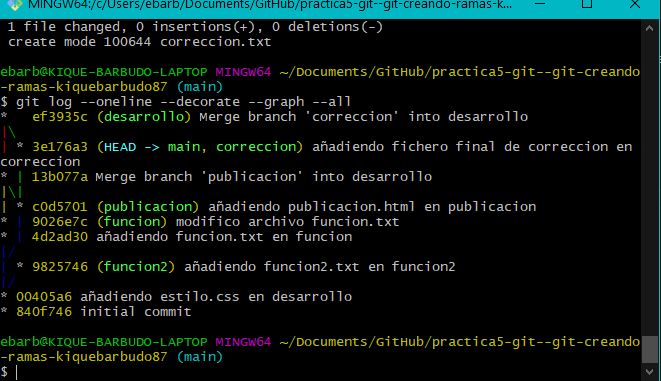 MINGW64:/c/Users/ebarb/Documents/GitHub/practica5-git--git-creando-ramas-k...
1 file changed, 0 insertions(+), 0 deletions(-)
create mode 100644 correccion.txt
ebarb@KIQUE-BARBUDO-LAPTOP MINGW64 ~/Documents/GitHub/practica5-git--git-creando
-ramas-kiquebarbudo87 (main)
$ git log --oneline --decorate --graph --all
*   ef3935c (desarrollo) Merge branch 'correccion' into desarrollo
|\
| * 3e176a3 (HEAD -> main, correccion) añadiendo fichero final de correccion en
correccion
* | 13b077a Merge branch 'publicacion' into desarrollo
|\|
| * c0d5701 (publicacion) añadiendo publicacion.html en publicacion
* | 9026e7c (funcion) modifico archivo funcion.txt
* | 4d2ad30 añadiendo funcion.txt en funcion
|/
| * 9825746 (funcion2) añadiendo funcion2.txt en funcion2
|/
* 00405a6 añadiendo estilo.css en desarrollo
* 840f746 initial commit
ebarb@KIQUE-BARBUDO-LAPTOP MINGW64 ~/Documents/GitHub/practica5-git--git-creando
-ramas-kiquebarbudo87 (main)
$